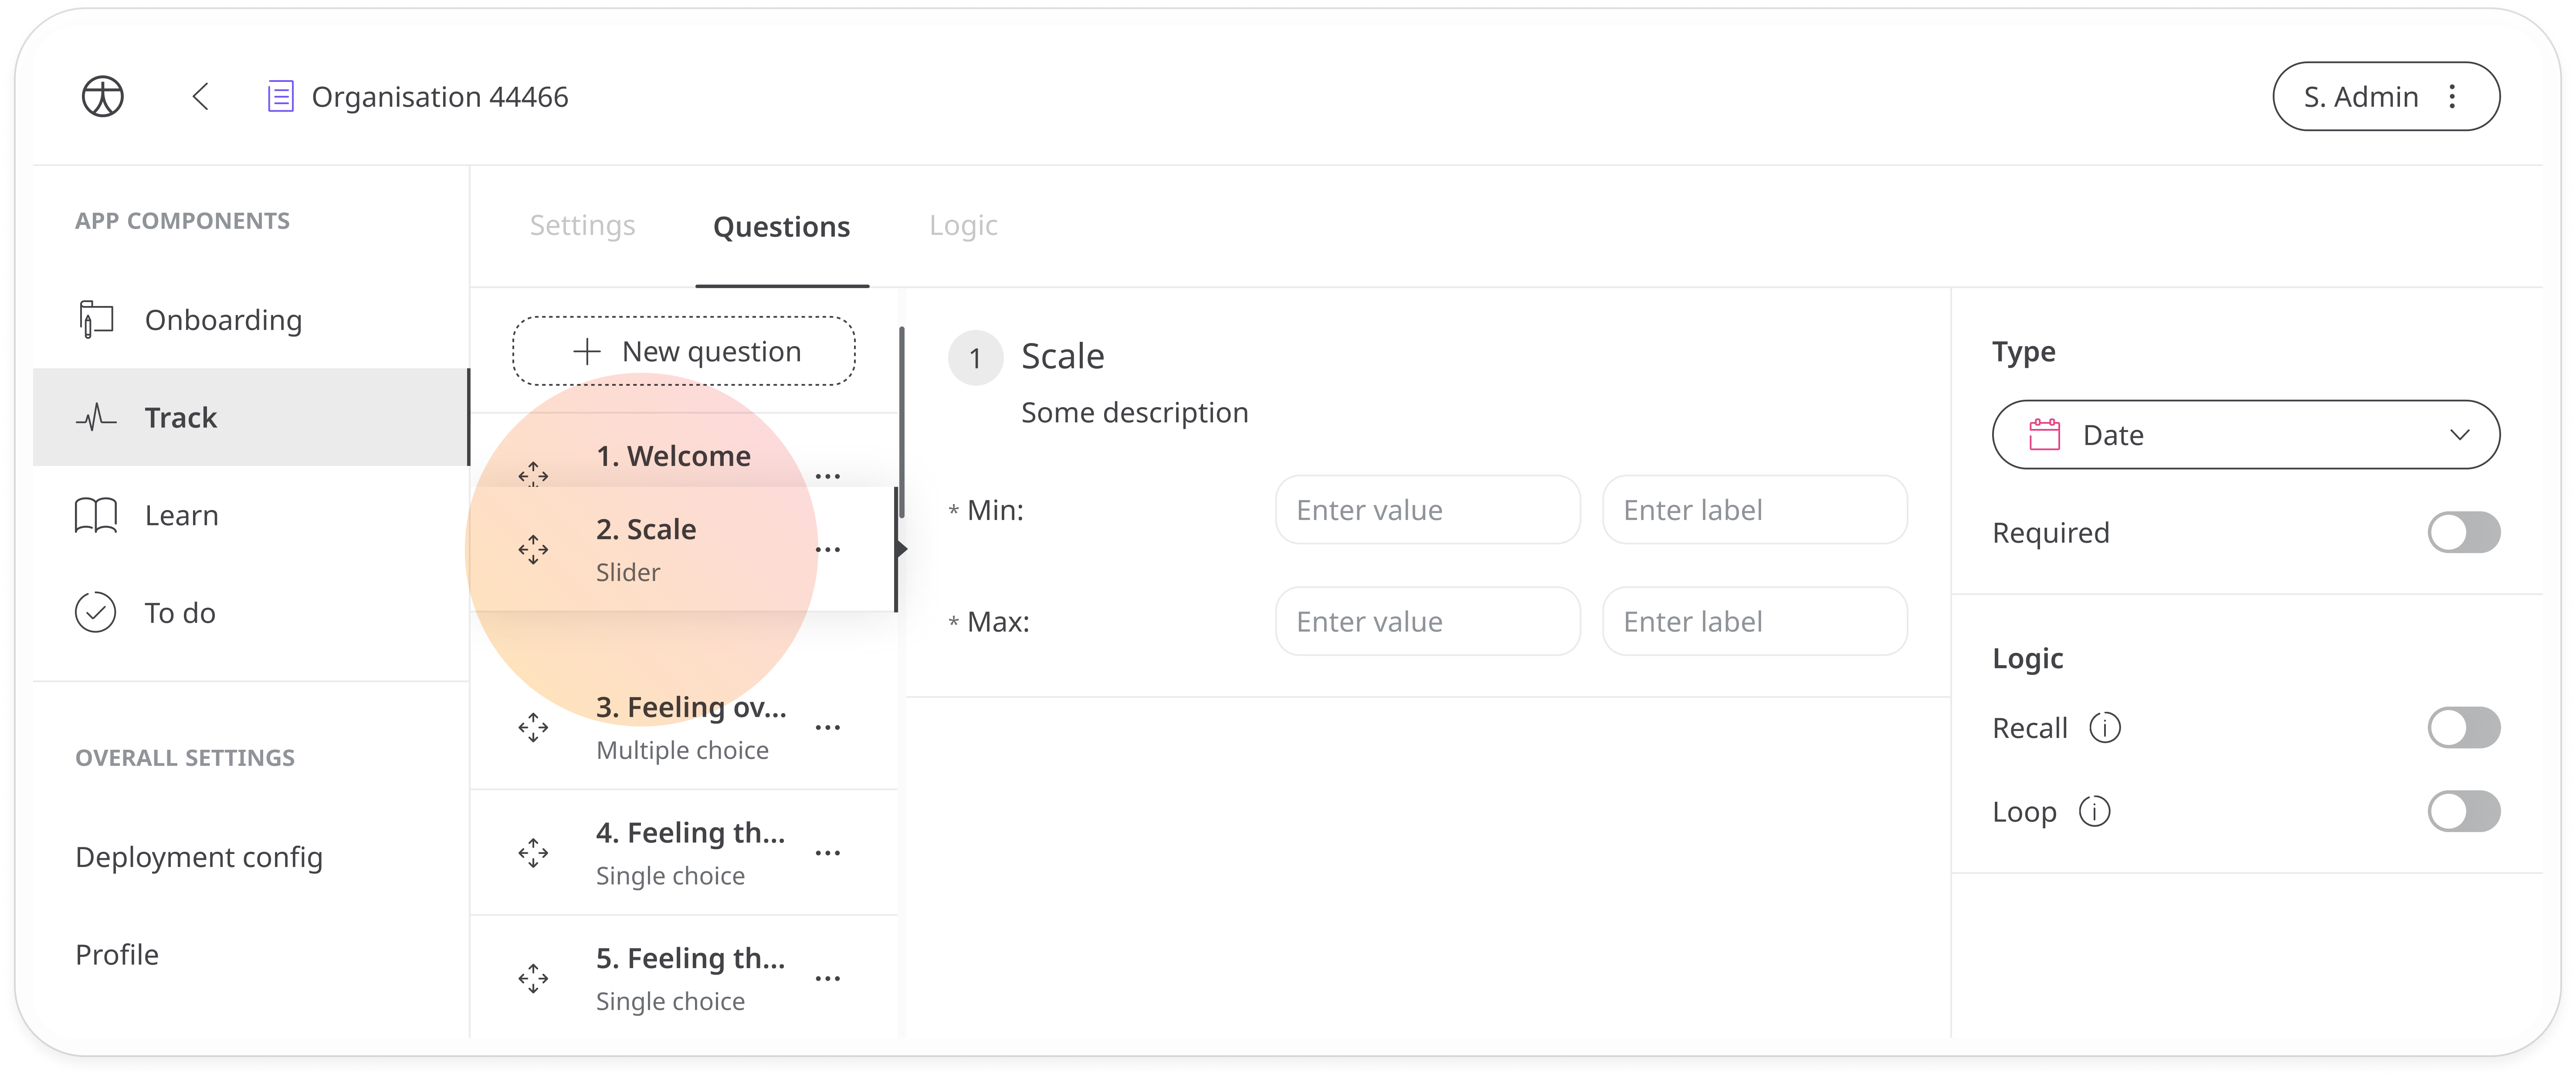 Organisation 44466
S. Admin
APP COMPONENTS
Onboarding
Track
Learn
To do
OVERALL SETTINGS
Deployment config
Profile
Settings
Questions
Logic
New question
1. Welcome
2. Scale
Slider
3. Feeling ov...
Multiple choice
4. Feeling th...
Single choice
5. Feeling th...
Single choice
1 Scale
Some description
* Min: Enter value Enter label
* Max: Enter value Enter label
Type
Date
Required
Logic
Recall
Loop